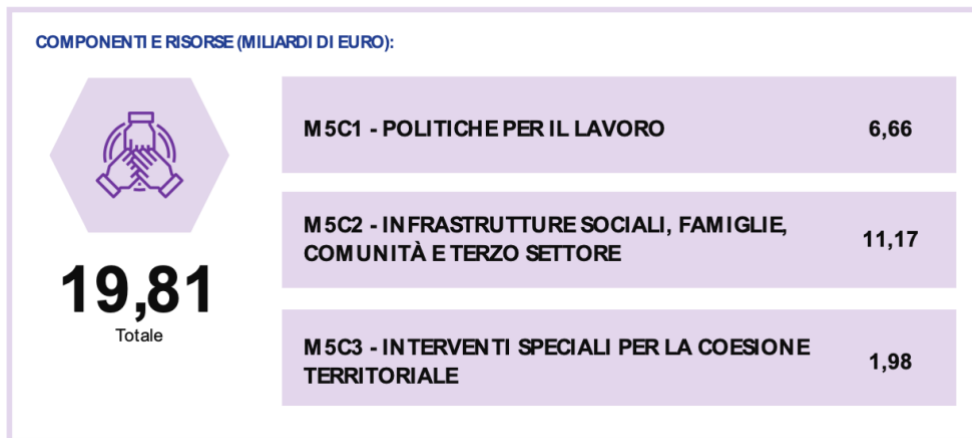 COMPONENTI E RISORSE (MILIARDI DI EURO):
19,81
Totale
M5C1 - POLITICHE PER IL LAVORO 6,66
M5C2 - INFRASTRUTTURE SOCIALI, FAMIGLIE,
COMUNITÀ E TERZO SETTORE 11,17
M5C3 - INTERVENTI SPECIALI PER LA COESIONE
TERRITORIALE 1,98